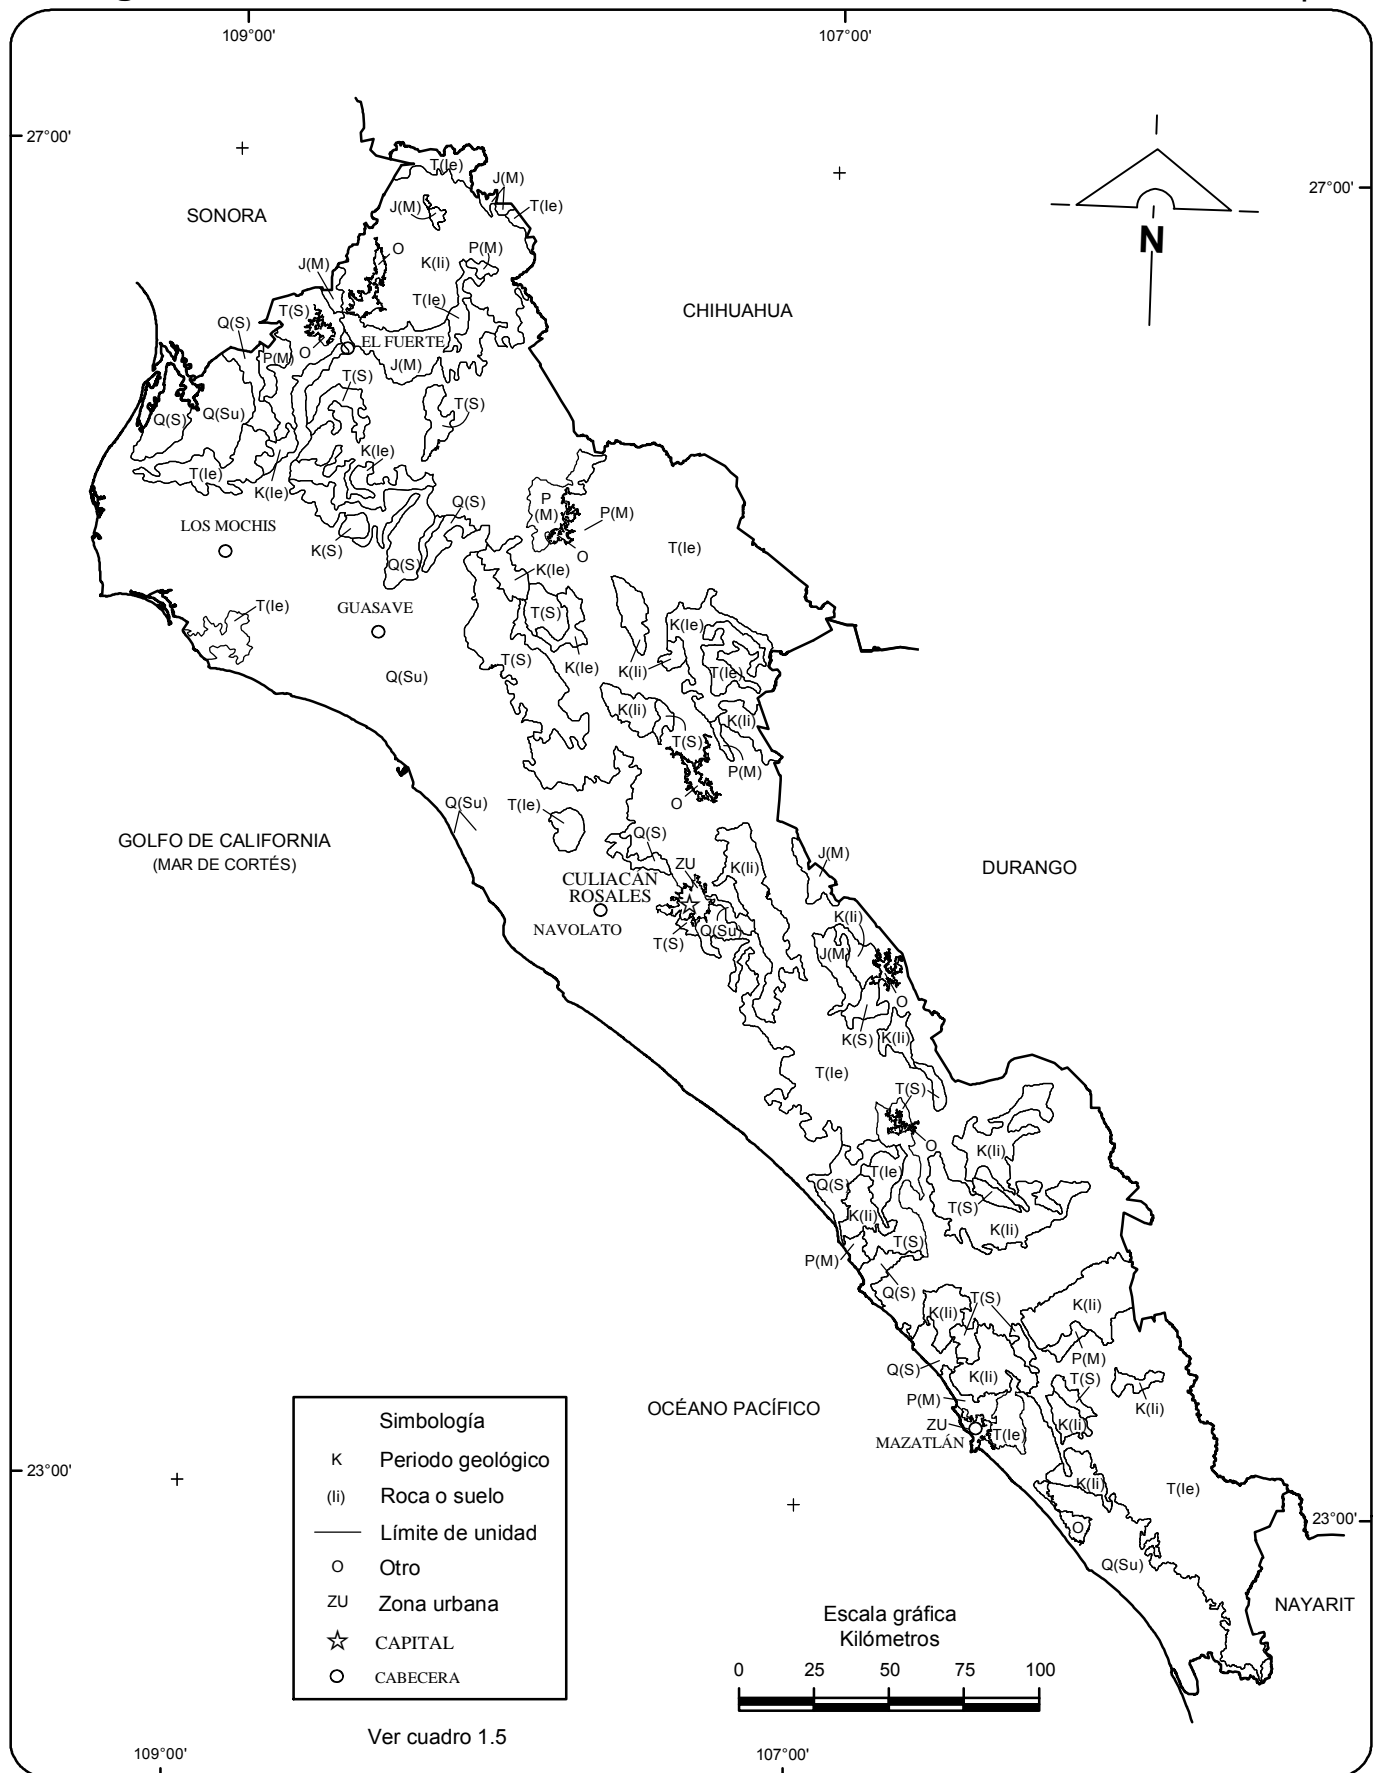 109°00'
107°00'
27°00'
27°00'
T(Ie)
J(M)
T(Ie)
J(M)
SONORA
O
P(M)
K(Ii)
J(M)
T(Ie)
T(S)
CHIHUAHUA
Q(S)
EL FUERTE
O
P(M)
J(M)
T(S)
T(S)
Q(Su)
Q(S)
K(Ie)
T(Ie)
K(Ie)
Q(S)
P
(M)
P(M)
LOS MOCHIS
K(S)
Q(S)
O
T(Ie)
K(Ie)
T(Ie)
GUASAVE
T(S)
K(Ie)
T(S)
K(Ie)
K(Ii)
T(Ie)
Q(Su)
K(Ii)
K(Ii)
T(S)
P(M)
O
Q(Su)
T(Ie)
Q(S)
GOLFO DE CALIFORNIA
(MAR DE CORTÉS)
ZU
K(Ii)
J(M)
DURANGO
CULIACÁN
ROSALES
NAVOLATO
T(S)
Q(Su)
K(Ii)
J(M)
O
K(S)
K(Ii)
T(Ie)
T(S)
O
K(Ii)
T(Ie)
Q(S)
T(S)
K(Ii)
K(Ii)
T(S)
P(M)
Q(S)
T(S)
K(Ii)
K(Ii)
P(M)
Q(S)
K(Ii)
T(S)
P(M)
K(Ii)
OCÉANO PACÍFICO
ZU
K(Ii)
MAZATLÁN
T(Ie)
23°00'
K(Ii)
T(Ie)
23°00'
O
Q(Su)
NAYARIT
Simbología
K Periodo geológico
(Ii) Roca o suelo
Límite de unidad
O Otro
ZU Zona urbana
CAPITAL
CABECERA
Ver cuadro 1.5
Escala gráfica
Kilómetros
0 25 50 75 100
N
109°00'
107°00'